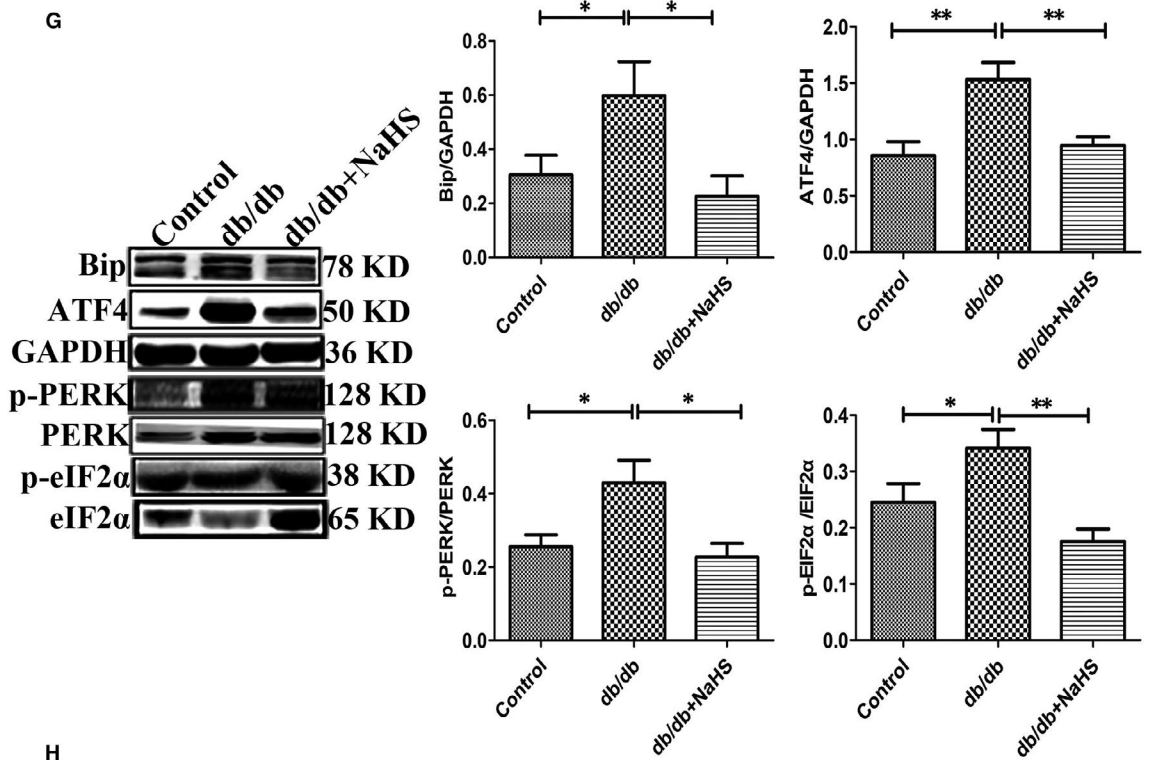 G
Control
db/db
db/db+NaHS
Bip 78 KD
ATF4 50 KD
GAPDH 36 KD
p-PERK 128 KD
PERK 128 KD
p-eIF2α 38 KD
eIF2α 65 KD
* *
Bip/GAPDH
0.8
0.6
0.4
0.2
0.0
Control
db/db
db/db+NaHS
** **
ATF4/GAPDH
2.0
1.5
1.0
0.5
0.0
Control
db/db
db/db+NaHS
* *
p-PERK/PERK
0.6
0.4
0.2
0.0
Control
db/db
db/db+NaHS
* **
p-EIF2α /EIF2α
0.4
0.3
0.2
0.1
0.0
Control
db/db
db/db+NaHS
H